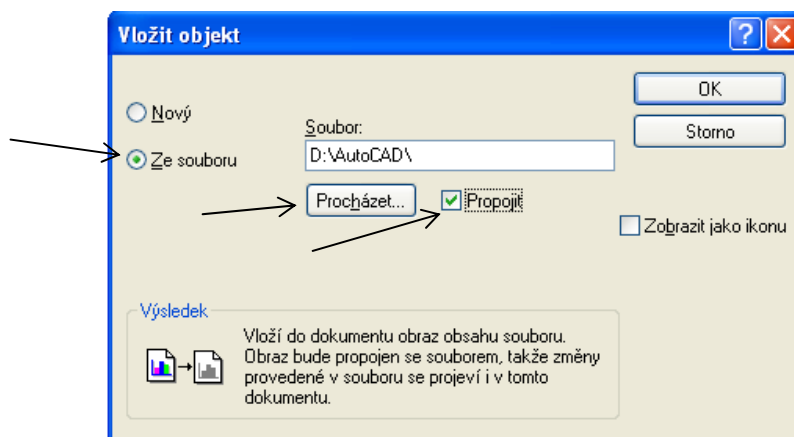 Vložit objekt
Nový
Ze souboru
Soubor:
D:\AutoCAD\
Procházet...
Propojit
OK
Storno
Zobrazit jako ikonu
Výsledek
Vloží do dokumentu obraz obsahu souboru.
Obraz bude propojen se souborem, takže změny
provedené v souboru se projeví i v tomto
dokumentu.